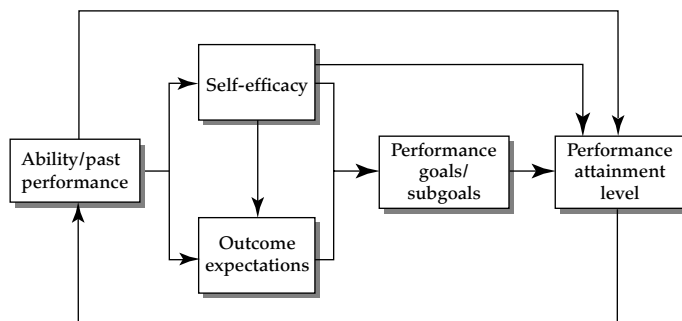 Self-efficacy
Ability/past
performance
Performance
goals/
subgoals
Performance
attainment
level
Outcome
expectations